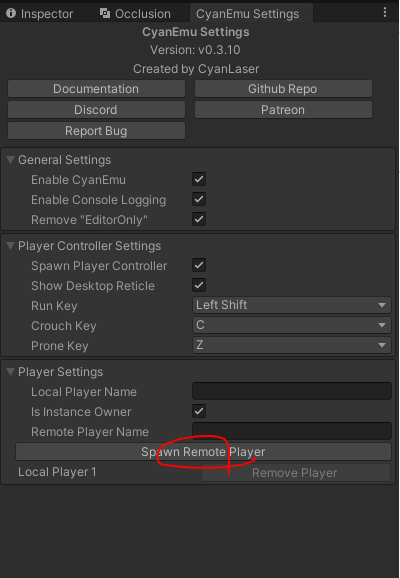 Inspector Occlusion CyanEmu Settings
CyanEmu Settings
Version: v0.3.10
Created by CyanLaser
Documentation Github Repo
Discord Patreon
Report Bug
General Settings
Enable CyanEmu
Enable Console Logging
Remove "EditorOnly"
Player Controller Settings
Spawn Player Controller
Show Desktop Reticle
Run Key Left Shift
Crouch Key C
Prone Key Z
Player Settings
Local Player Name
Is Instance Owner
Remote Player Name
Spawn Remote Player
Local Player 1 Remove Player